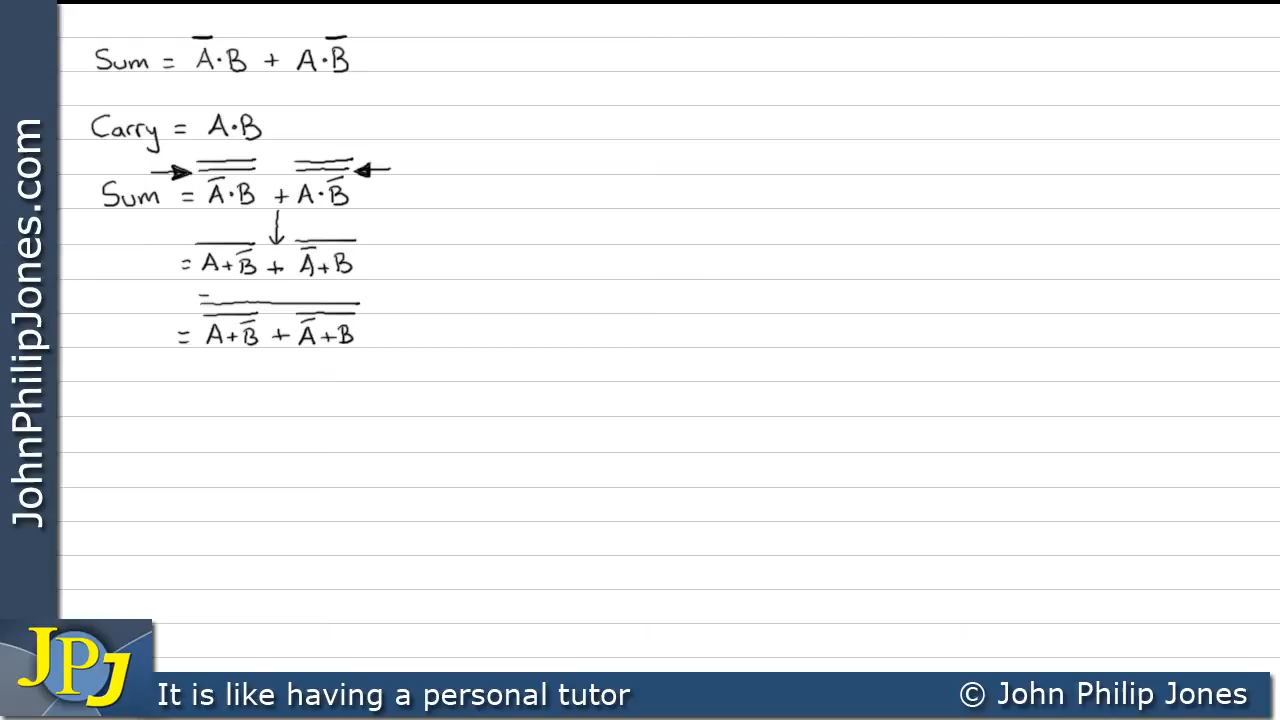 Sum = A̅·B + A·B̅
Carry = A·B
Sum = A̅·B + A·B̅
= A+B̅ + A̅+B
= A+B̅ + A̅+B
JohnPhilipJones.com
JPJ
It is like having a personal tutor
© John Philip Jones